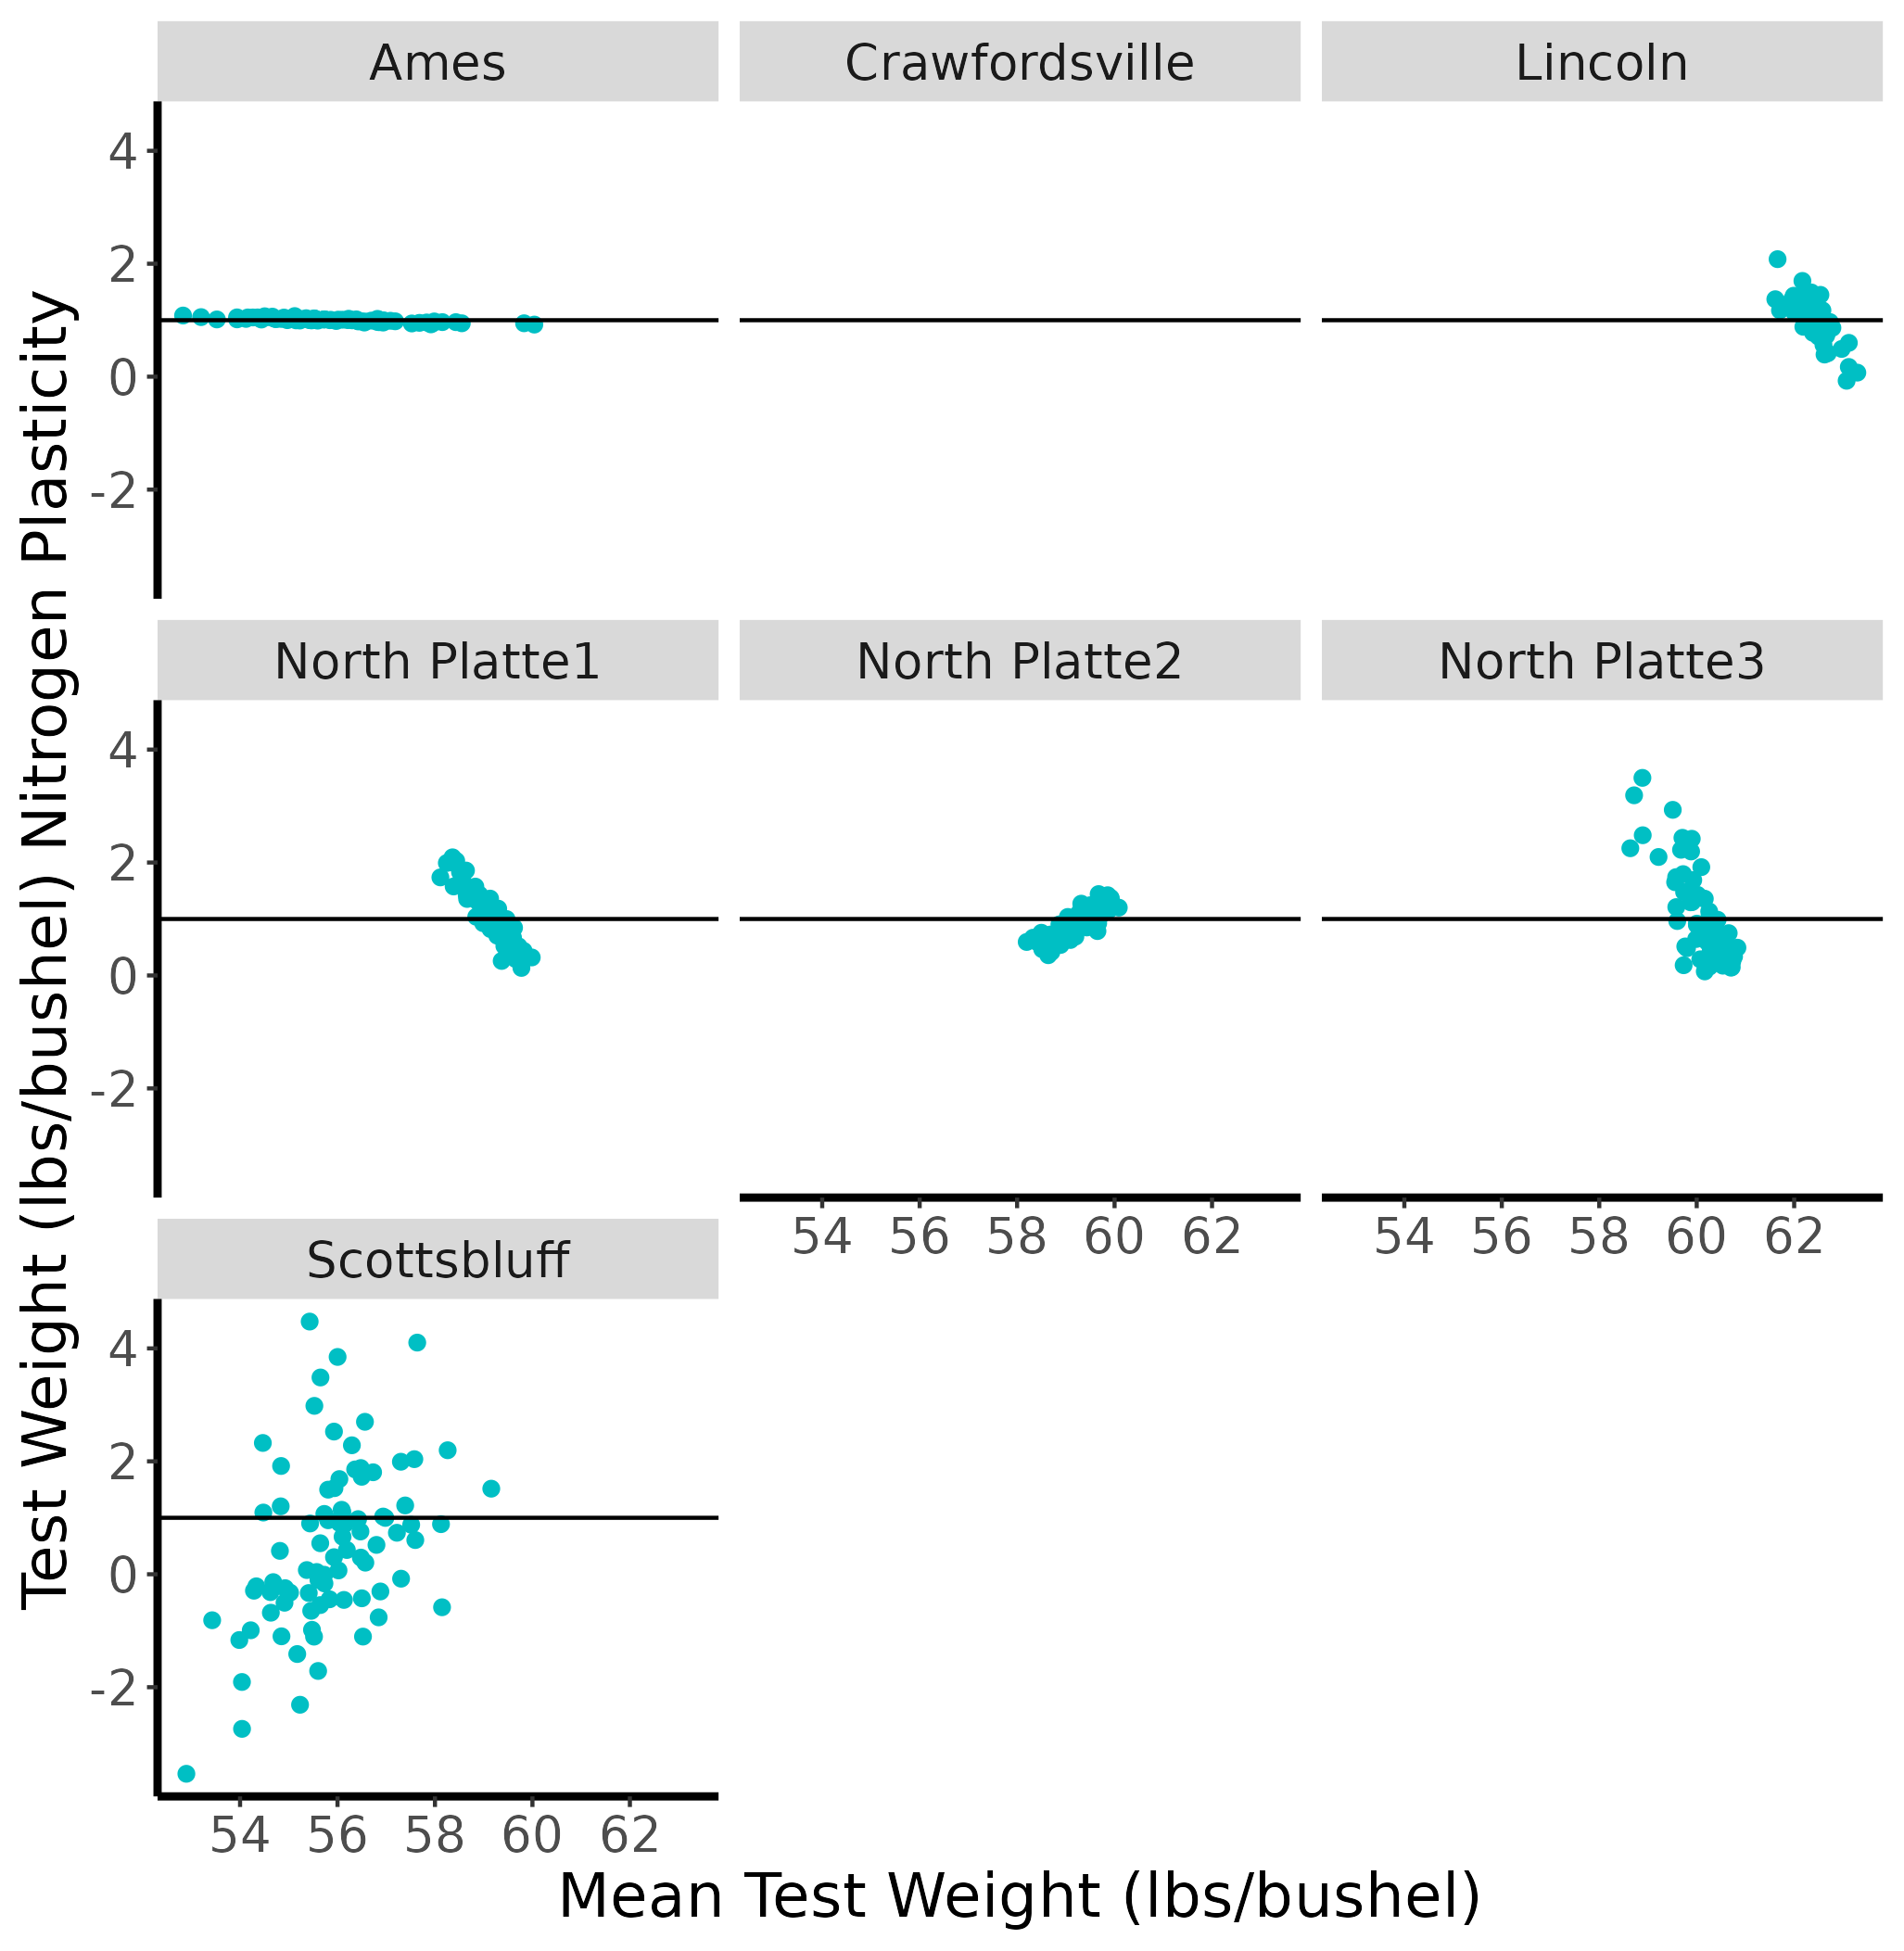 Ames
Crawfordsville
Lincoln
4
2
0
-2
North Platte1
North Platte2
North Platte3
4
2
0
-2
54 56 58 60 62
54 56 58 60 62
Scottsbluff
4
2
0
-2
54 56 58 60 62
Mean Test Weight (lbs/bushel)
Test Weight (lbs/bushel) Nitrogen Plasticity